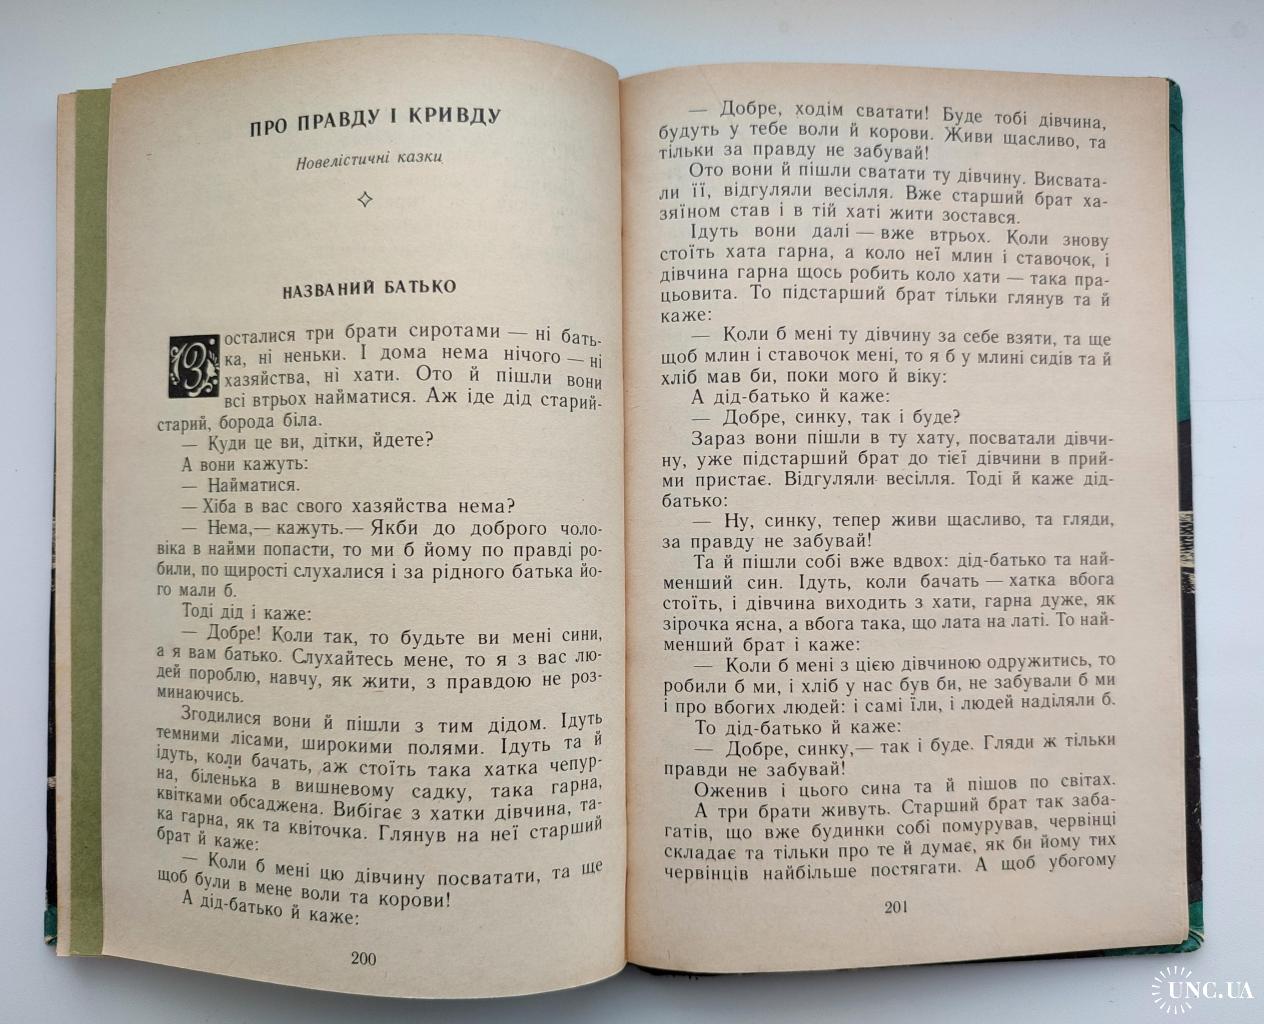 ПРО ПРАВДУ І КРИВДУ
Новелістичні казки
НАЗВАНИЙ БАТЬКО
Зосталися три брати сиротами — ні бать-
ка, ні неньки. І дома нема нічого — ні
хазяйства, ні хати. Ото й пішли вони
всі втрьох найматися. Аж іде дід старий-
старий, борода біла.
— Куди це ви, дітки, йдете?
А вони кажуть:
— Найматися.
— Хіба в вас свого хазяйства нема?
— Нема,— кажуть.— Якби до доброго чоло-
віка в найми попасти, то ми б йому по правді ро-
били, по щирості слухалися і за рідного батька йо-
го мали б.
Тоді дід і каже:
— Добре! Коли так, то будьте ви мені сини,
а я вам батько. Слухайтесь мене, то я з вас лю-
дей пороблю, навчу, як жити, з правдою не роз-
минаючись.
Згодилися вони й пішли з тим дідом. Ідуть
темними лісами, широкими полями. Ідуть та й
ідуть, коли бачать, аж стоїть така хатка чепур-
на, біленька в вишневому садку, така гарна,
квітками обсаджена. Вибігає з хатки дівчина, та-
ка гарна, як та квіточка. Глянув на неї старший
брат й каже:
— Коли б мені цю дівчину посватати, та ще
щоб були в мене воли та корови!
А дід-батько й каже:
200
— Добре, ходім сватати! Буде тобі дівчина,
будуть у тебе воли й корови. Живи щасливо, та
тільки за правду не забувай!
Ото вони й пішли сватати ту дівчину. Висвата-
ли її, відгуляли весілля. Вже старший брат ха-
зяїном став і в тій хаті жити зостався.
Ідуть вони далі — вже втрьох. Коли знову
стоїть хата гарна, а коло неї млин і ставочок, і
дівчина гарна щось робить коло хати — така пра-
цьовита. То підстарший брат тільки глянув та й
каже:
— Коли б мені ту дівчину за себе взяти, та ще
щоб млин і ставочок мені, то я б у млині сидів та й
хліб мав би, поки мого й віку:
А дід-батько й каже:
— Добре, синку, так і буде?
Зараз вони пішли в ту хату, посватали дівчи-
ну, уже підстарший брат до тієї дівчини в прий-
ми пристає. Відгуляли весілля. Тоді й каже дід-
батько:
— Ну, синку, тепер живи щасливо, та гляди,
за правду не забувай!
Та й пішли собі вже вдвох: дід-батько та най-
менший син. Ідуть, коли бачать — хатка вбога
стоїть, і дівчина виходить з хати, гарна дуже, як
зірочка ясна, а вбога така, що лата на латі. То най-
менший брат і каже:
— Коли б мені з цією дівчиною одружитись, то
робили б ми, і хліб у нас був би, не забували б ми
і про вбогих людей: і самі їли, і людей наділяли б.
То дід-батько й каже:
— Добре, синку,— так і буде. Гляди ж тільки
правди не забувай!
Оженив і цього сина та й пішов по світах.
А три брати живуть. Старший брат так заба-
гатів, що вже будинки собі помурував, червінці
складає та тільки про те й думає, як би йому тих
червінців найбільше постягати. А щоб убогому
201
UNC.UA